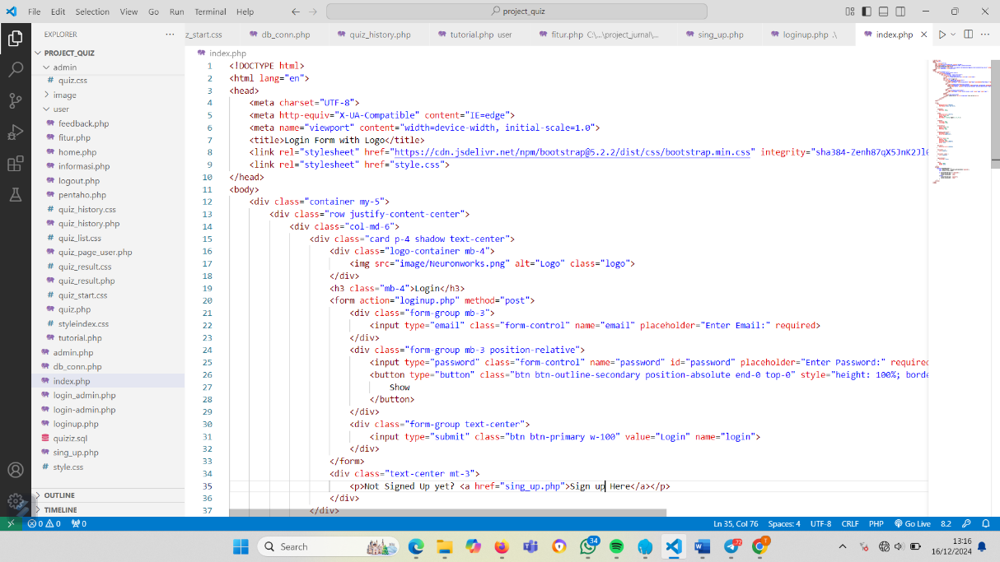 File Edit Selection View Go Run Terminal Help
project_quiz
EXPLORER
z_start.css db_conn.php quiz_history.php tutorial.php user fitur.php C:\...\project_jurnal\... sing_up.php loginup.php .\ index.php
PROJECT_QUIZ
admin
# quiz.css
image
user
feedback.php
fitur.php
home.php
informasi.php
logout.php
pentaho.php
# quiz_history.css
quiz_history.php
# quiz_list.css
quiz_page_user.php
# quiz_result.css
quiz_result.php
# quiz_start.css
quiz.php
# styleindex.css
tutorial.php
admin.php
db_conn.php
index.php
login_admin.php
login-admin.php
loginup.php
quiziz.sql
sing_up.php
# style.css
OUTLINE
TIMELINE
index.php
1 <!DOCTYPE html>
2 <html lang="en">
3 <head>
4 <meta charset="UTF-8">
5 <meta http-equiv="X-UA-Compatible" content="IE=edge">
6 <meta name="viewport" content="width=device-width, initial-scale=1.0">
7 <title>Login Form with Logo</title>
8 <link rel="stylesheet" href="https://cdn.jsdelivr.net/npm/bootstrap@5.2.2/dist/css/bootstrap.min.css" integrity="sha384-Zenh87qX5JnK2Jl0
9 <link rel="stylesheet" href="style.css">
10 </head>
11 <body>
12 <div class="container my-5">
13 <div class="row justify-content-center">
14 <div class="col-md-6">
15 <div class="card p-4 shadow text-center">
16 <div class="logo-container mb-4">
17 <img src="image/Neuronworks.png" alt="Logo" class="logo">
18 </div>
19 <h3 class="mb-4">Login</h3>
20 <form action="loginup.php" method="post">
21 <div class="form-group mb-3">
22 <input type="email" class="form-control" name="email" placeholder="Enter Email:" required>
23 </div>
24 <div class="form-group mb-3 position-relative">
25 <input type="password" class="form-control" name="password" id="password" placeholder="Enter Password:" required
26 <button type="button" class="btn btn-outline-secondary position-absolute end-0 top-0" style="height: 100%; borde
27 Show
28 </button>
29 </div>
30 <div class="form-group text-center">
31 <input type="submit" class="btn btn-primary w-100" value="Login" name="login">
32 </div>
33 </form>
34 <div class="text-center mt-3">
35 <p>Not Signed Up yet? <a href="sing_up.php">Sign up Here</a></p>
36 </div>
37 </div>
0 0 0 Ln 35, Col 76 Spaces: 4 UTF-8 CRLF PHP Go Live 8.2
Search 34 72 T 13:16
16/12/2024